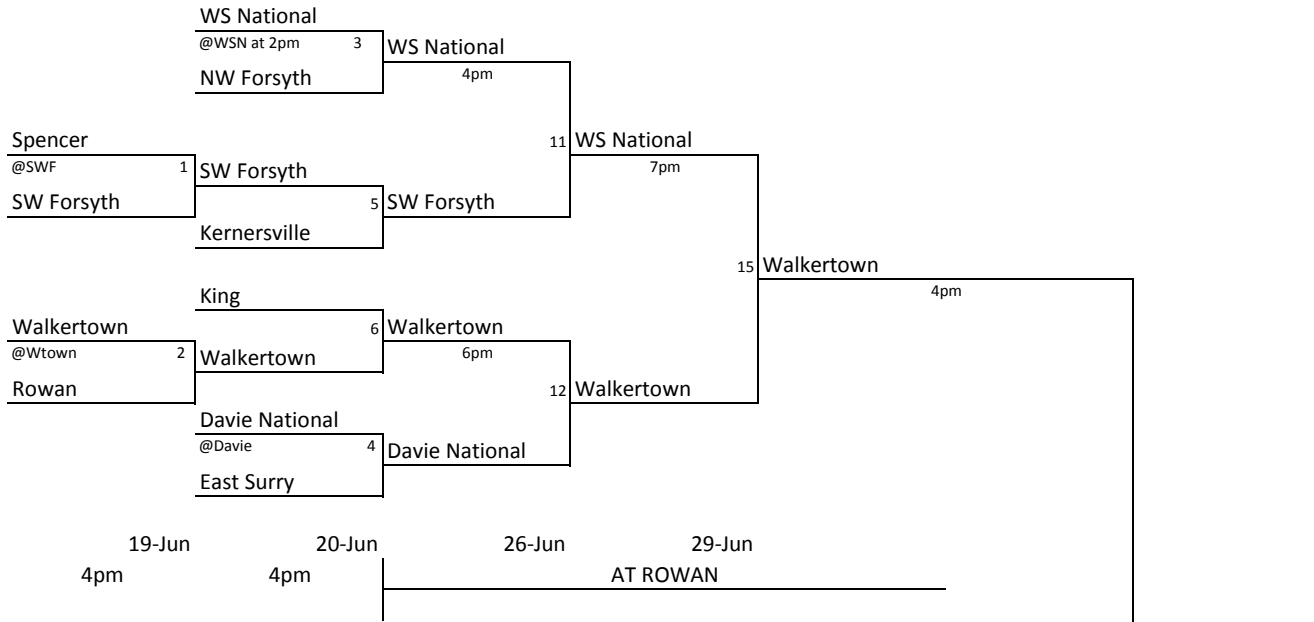 WS National
@WSN at 2pm 3 WS National
NW Forsyth 4pm
Spencer 11 WS National
@SWF 1 SW Forsyth 7pm
SW Forsyth 5 SW Forsyth
Kernersville
15 Walkertown
King 4pm
Walkertown 6 Walkertown
@Wtown 2 Walkertown 6pm
Rowan 12 Walkertown
Davie National
@Davie 4 Davie National
East Surry
19-Jun 20-Jun 26-Jun 29-Jun
4pm 4pm AT ROWAN